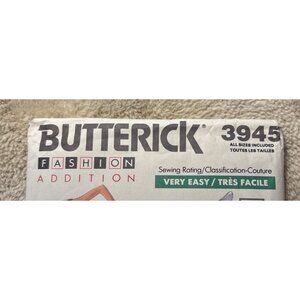 BUTTERICK® 3945
ALL SIZES INCLUDED
TOUTES LES TAILLES
FASHION
ADDITION
Sewing Rating/Classification-Couture
VERY EASY/TRÈS FACILE